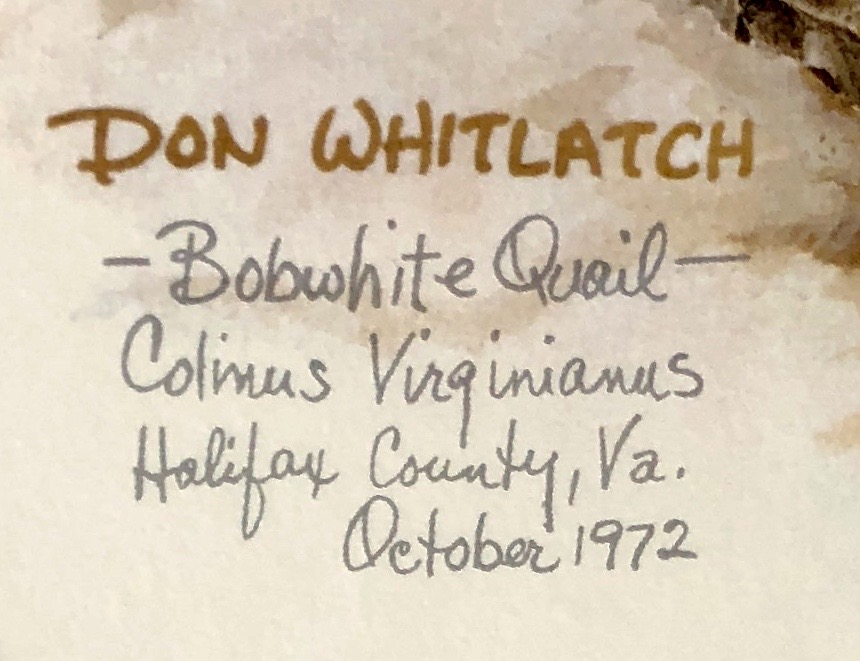 DON WHITLATCH
- Bobwhite Quail -
Colinus Virginianus
Halifax County, Va.
October 1972